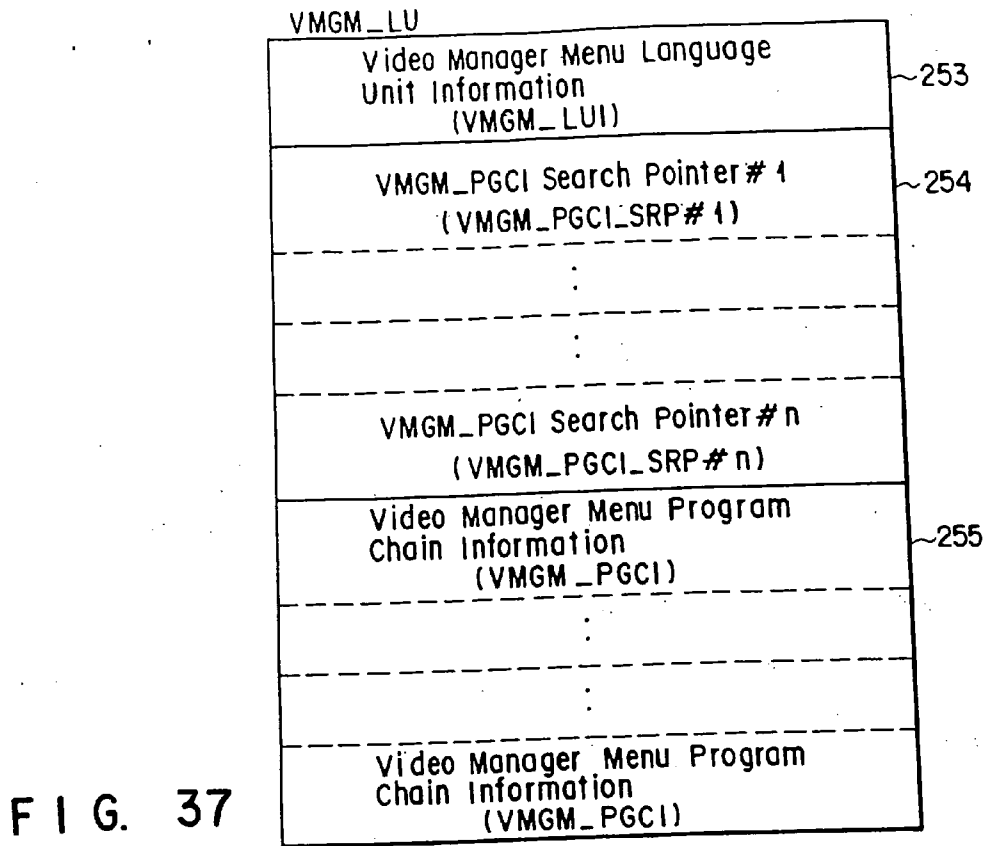 VMGM_LU
Video Manager Menu Language
Unit Information
(VMGM_LUI)
~253
VMGM_PGCI Search Pointer # 1
(VMGM_PGCI_SRP # 1)
~254
VMGM_PGCI Search Pointer # n
(VMGM_PGCI_SRP # n)
Video Manager Menu Program
Chain Information
(VMGM_PGCI)
~255
Video Manager Menu Program
Chain Information
(VMGM_PGCI)
FIG. 37